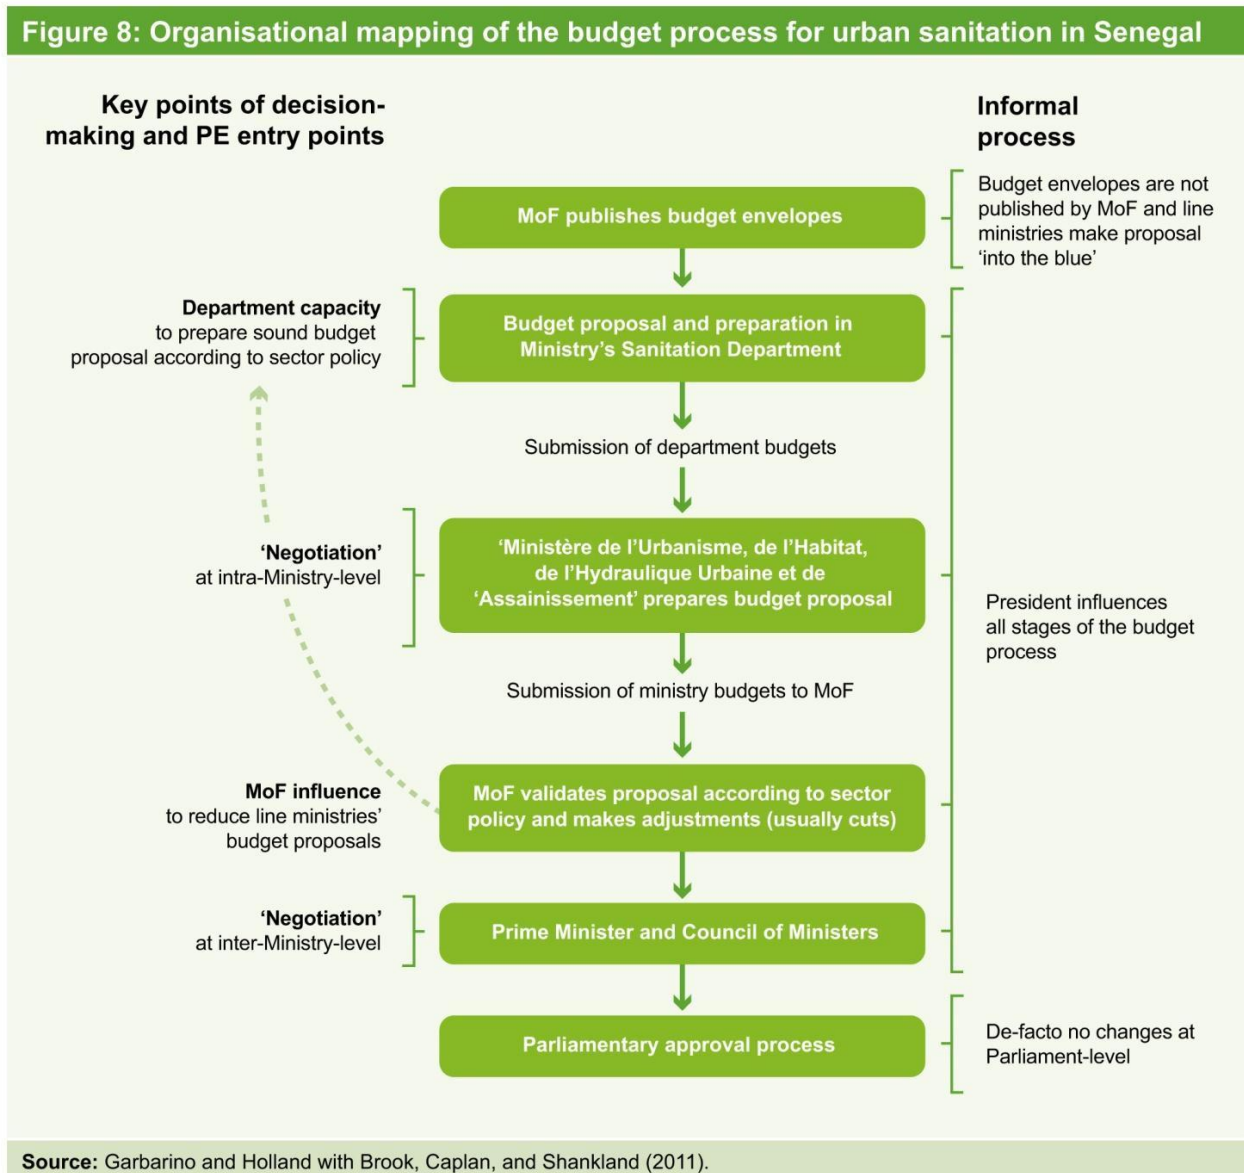 Figure 8: Organisational mapping of the budget process for urban sanitation in Senegal
Key points of decision-
making and PE entry points
Informal
process
MoF publishes budget envelopes
Budget envelopes are not
published by MoF and line
ministries make proposal
‘into the blue’
Department capacity
to prepare sound budget
proposal according to sector policy
Budget proposal and preparation in
Ministry’s Sanitation Department
Submission of department budgets
‘Negotiation’
at intra-Ministry-level
‘Ministère de l’Urbanisme, de l’Habitat,
de l’Hydraulique Urbaine et de
‘Assainissement’ prepares budget proposal
President influences
all stages of the budget
process
Submission of ministry budgets to MoF
MoF influence
to reduce line ministries’
budget proposals
MoF validates proposal according to sector
policy and makes adjustments (usually cuts)
‘Negotiation’
at inter-Ministry-level
Prime Minister and Council of Ministers
Parliamentary approval process
De-facto no changes at
Parliament-level
Source: Garbarino and Holland with Brook, Caplan, and Shankland (2011).